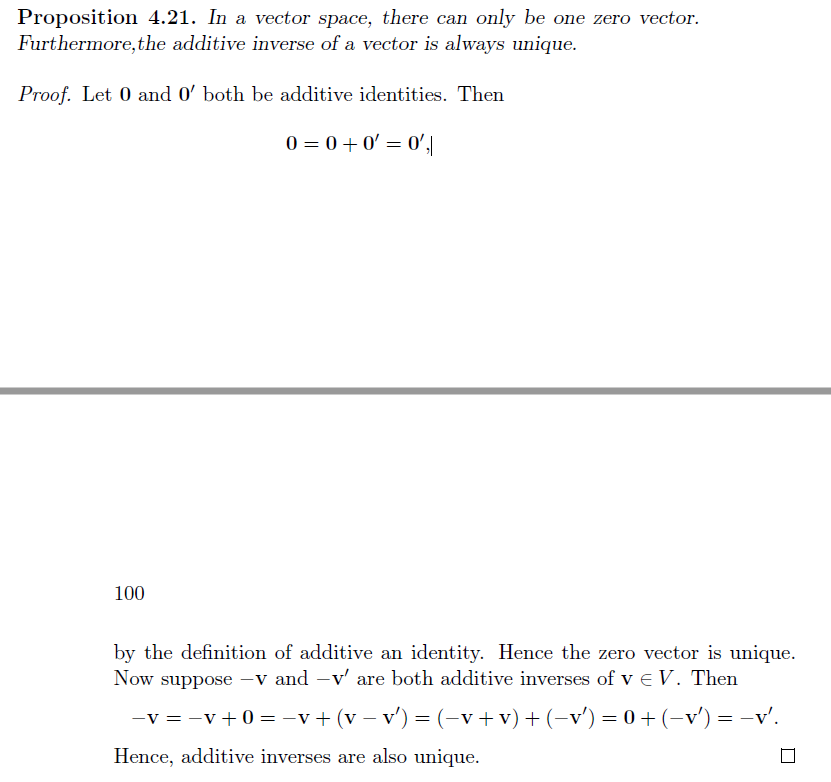 Proposition 4.21. In a vector space, there can only be one zero vector.
Furthermore,the additive inverse of a vector is always unique.
Proof. Let 0 and 0′ both be additive identities. Then
0 = 0 + 0′ = 0′,
100
by the definition of additive an identity. Hence the zero vector is unique.
Now suppose −v and −v′ are both additive inverses of v ∈ V. Then
−v = −v + 0 = −v + (v − v′) = (−v + v) + (−v′) = 0 + (−v′) = −v′.
Hence, additive inverses are also unique. □